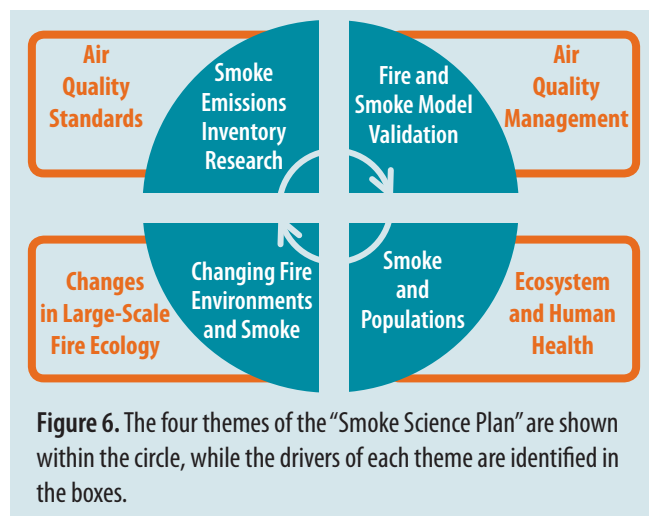 Air
Quality
Standards
Smoke
Emissions
Inventory
Research
Fire and
Smoke Model
Validation
Air
Quality
Management
Changes
in Large-Scale
Fire Ecology
Changing Fire
Environments
and Smoke
Smoke
and
Populations
Ecosystem
and Human
Health
Figure 6. The four themes of the “Smoke Science Plan” are shown
within the circle, while the drivers of each theme are identified in
the boxes.